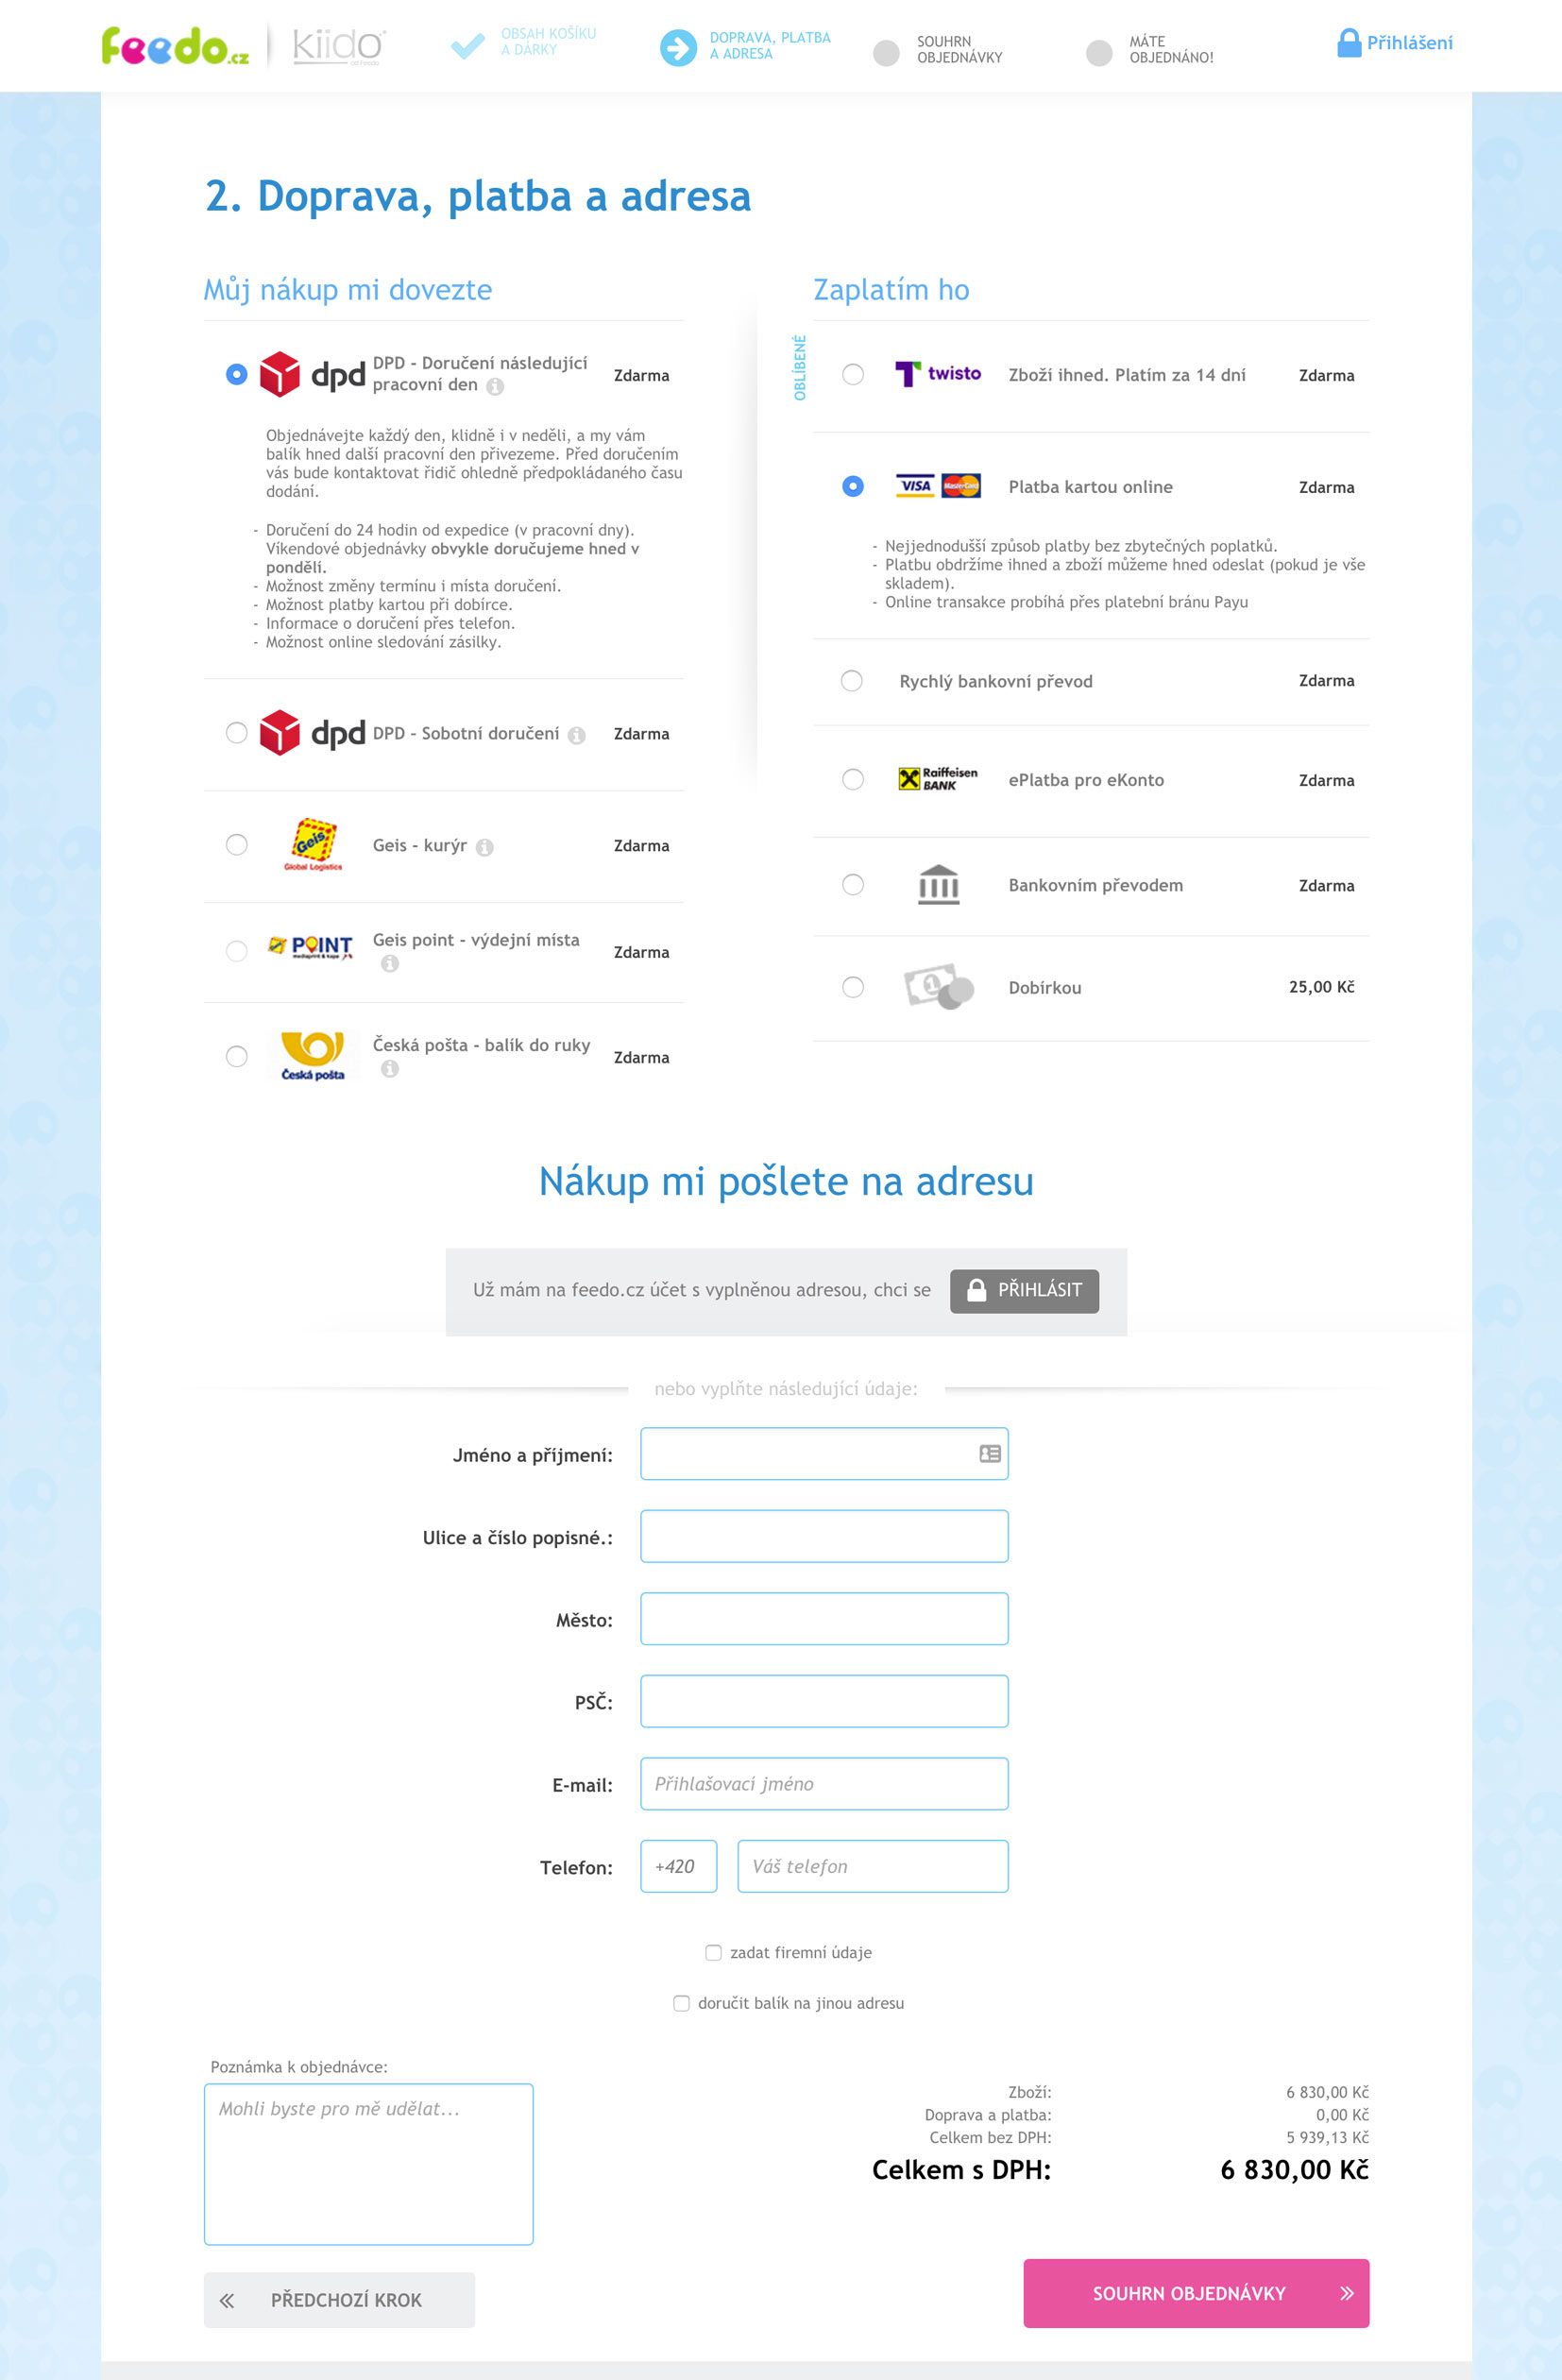 feedo.cz
kiido
OBSAH KOŠÍKU
A DÁRKY
DOPRAVA, PLATBA
A ADRESA
SOUHRN
OBJEDNÁVKY
MÁTE
OBJEDNÁNO!
Přihlášení
2. Doprava, platba a adresa
Můj nákup mi dovezte
dpd DPD - Doručení následující
pracovní den
Zdarma
Objednávejte každý den, klidně i v neděli, a my vám
balík hned další pracovní den přivezeme. Před doručením
vás bude kontaktovat řidič ohledně předpokládaného času
dodání.
- Doručení do 24 hodin od expedice (v pracovní dny).
Víkendové objednávky obvykle doručujeme hned v
pondělí.
- Možnost změny termínu i místa doručení.
- Možnost platby kartou při dobírce.
- Informace o doručení přes telefon.
- Možnost online sledování zásilky.
dpd DPD - Sobotní doručení Zdarma
Geis
Global Logistics
Geis - kurýr Zdarma
POINT
Geis point - výdejní místa
Zdarma
Česká pošta
Česká pošta - balík do ruky
Zdarma
Zaplatím ho
OBLÍBENÉ
twisto Zboží ihned. Platím za 14 dní Zdarma
VISA MasterCard Platba kartou online Zdarma
- Nejjednodušší způsob platby bez zbytečných poplatků.
- Platbu obdržíme ihned a zboží můžeme hned odeslat (pokud je vše
skladem).
- Online transakce probíhá přes platební bránu Payu
Rychlý bankovní převod Zdarma
Raiffeisen
BANK
ePlatba pro eKonto Zdarma
Bankovním převodem Zdarma
1
Dobírkou 25,00 Kč
Nákup mi pošlete na adresu
Už mám na feedo.cz účet s vyplněnou adresou, chci se PŘIHLÁSIT
nebo vyplňte následující údaje:
Jméno a příjmení:
Ulice a číslo popisné.:
Město:
PSČ:
E-mail: Přihlašovací jméno
Telefon: +420 Váš telefon
zadat firemní údaje
doručit balík na jinou adresu
Poznámka k objednávce:
Mohli byste pro mě udělat...
Zboží: 6 830,00 Kč
Doprava a platba: 0,00 Kč
Celkem bez DPH: 5 939,13 Kč
Celkem s DPH: 6 830,00 Kč
« PŘEDCHOZÍ KROK
SOUHRN OBJEDNÁVKY »